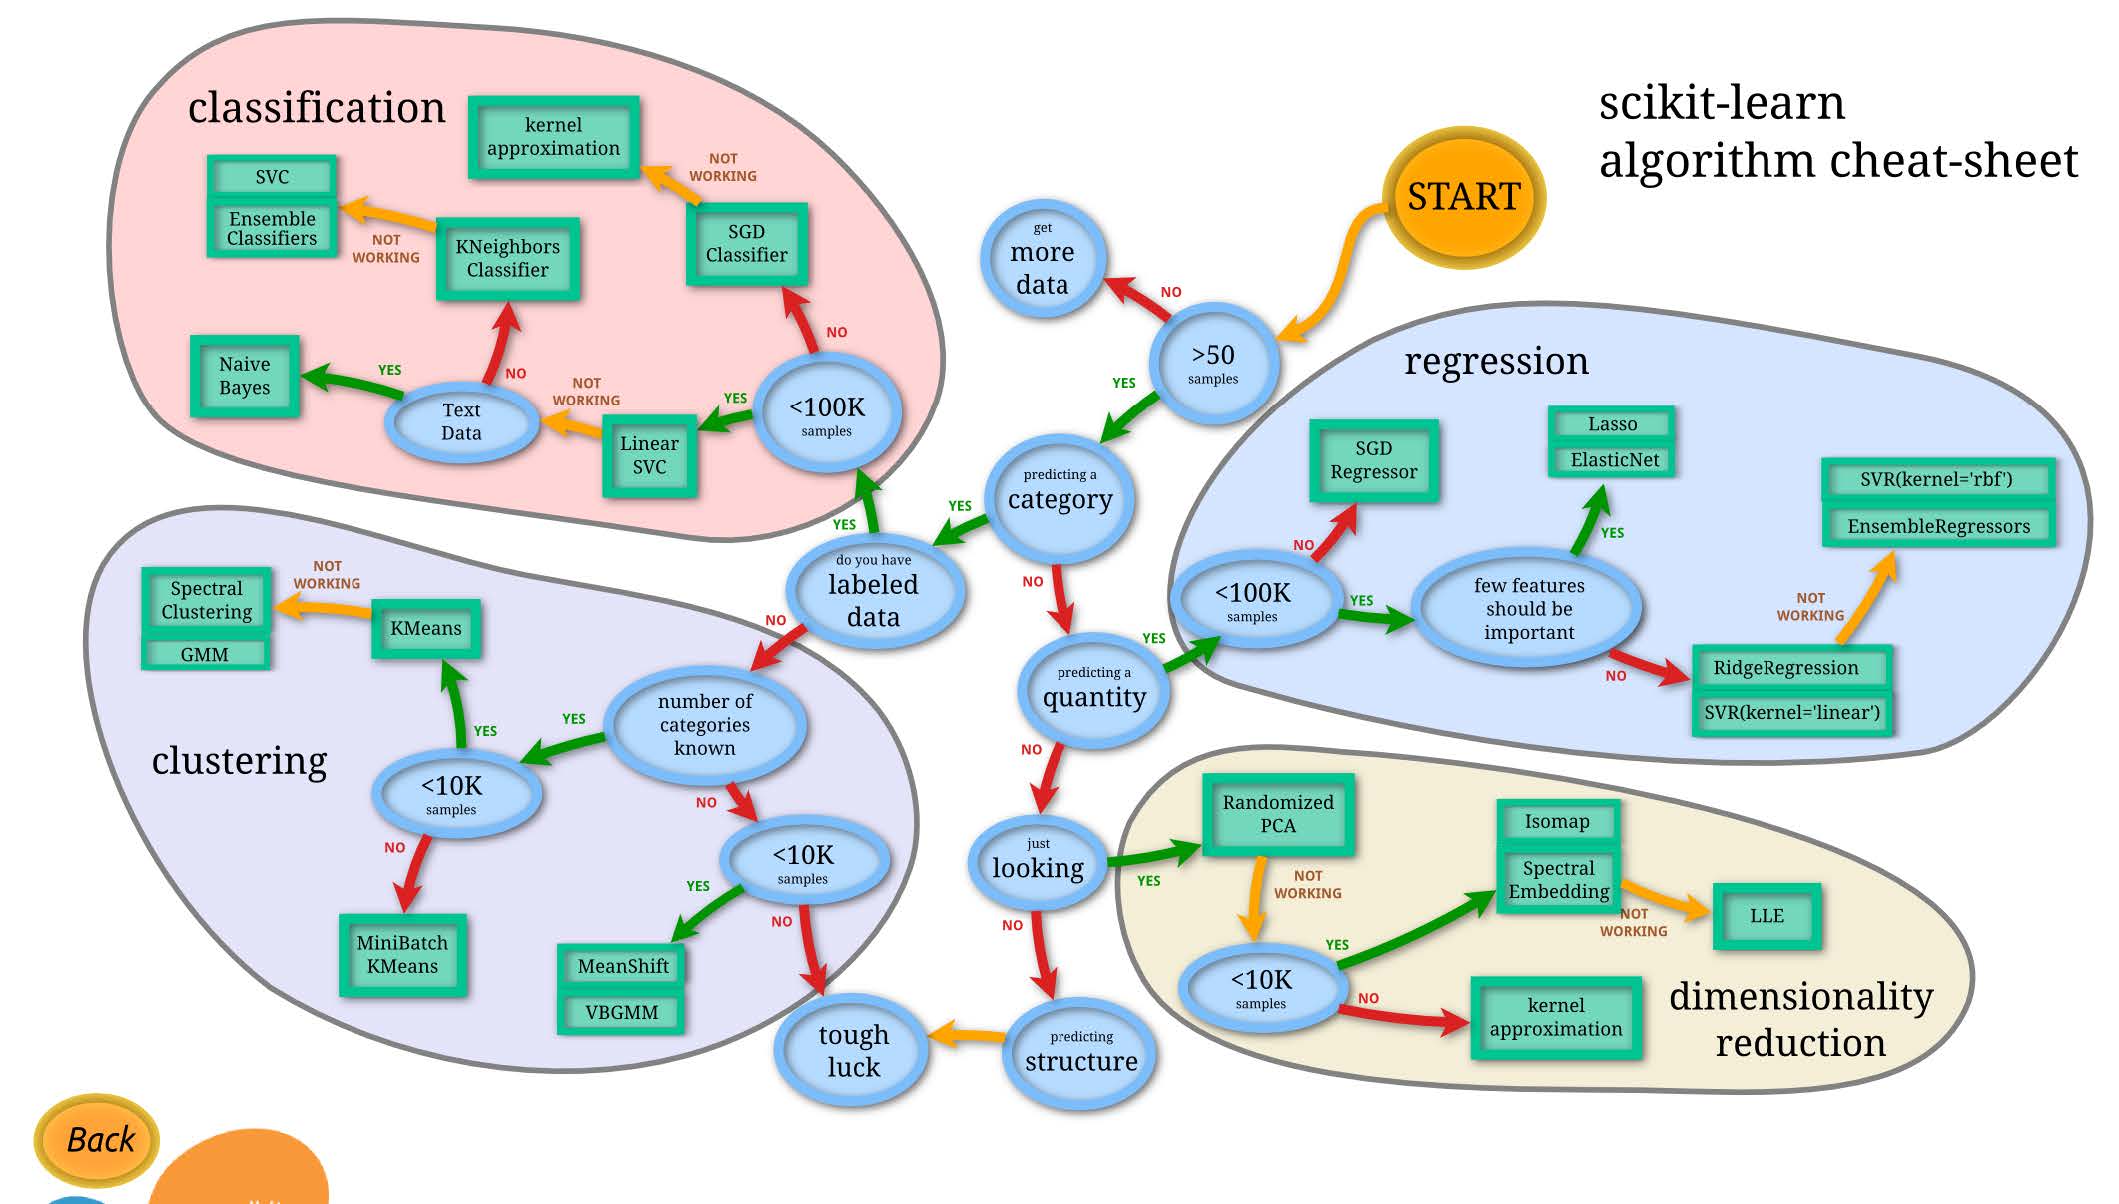 scikit-learn
algorithm cheat-sheet
START
>50
samples
NO
get
more
data
YES
predicting a
category
YES
do you have
labeled
data
YES
classification
<100K
samples
NO
SGD
Classifier
NOT
WORKING
kernel
approximation
YES
Linear
SVC
NOT
WORKING
Text
Data
YES
Naive
Bayes
NO
KNeighbors
Classifier
NOT
WORKING
SVC
Ensemble
Classifiers
NO
clustering
number of
categories
known
YES
<10K
samples
YES
KMeans
NOT
WORKING
Spectral
Clustering
GMM
NO
MiniBatch
KMeans
NO
<10K
samples
YES
MeanShift
VBGMM
NO
tough
luck
NO
predicting a
quantity
YES
regression
<100K
samples
NO
SGD
Regressor
YES
few features
should be
important
YES
Lasso
ElasticNet
NO
RidgeRegression
SVR(kernel='linear')
NOT
WORKING
SVR(kernel='rbf')
EnsembleRegressors
NO
just
looking
YES
Randomized
PCA
NOT
WORKING
<10K
samples
YES
Isomap
Spectral
Embedding
NOT
WORKING
LLE
NO
kernel
approximation
dimensionality
reduction
NO
predicting
structure
Back